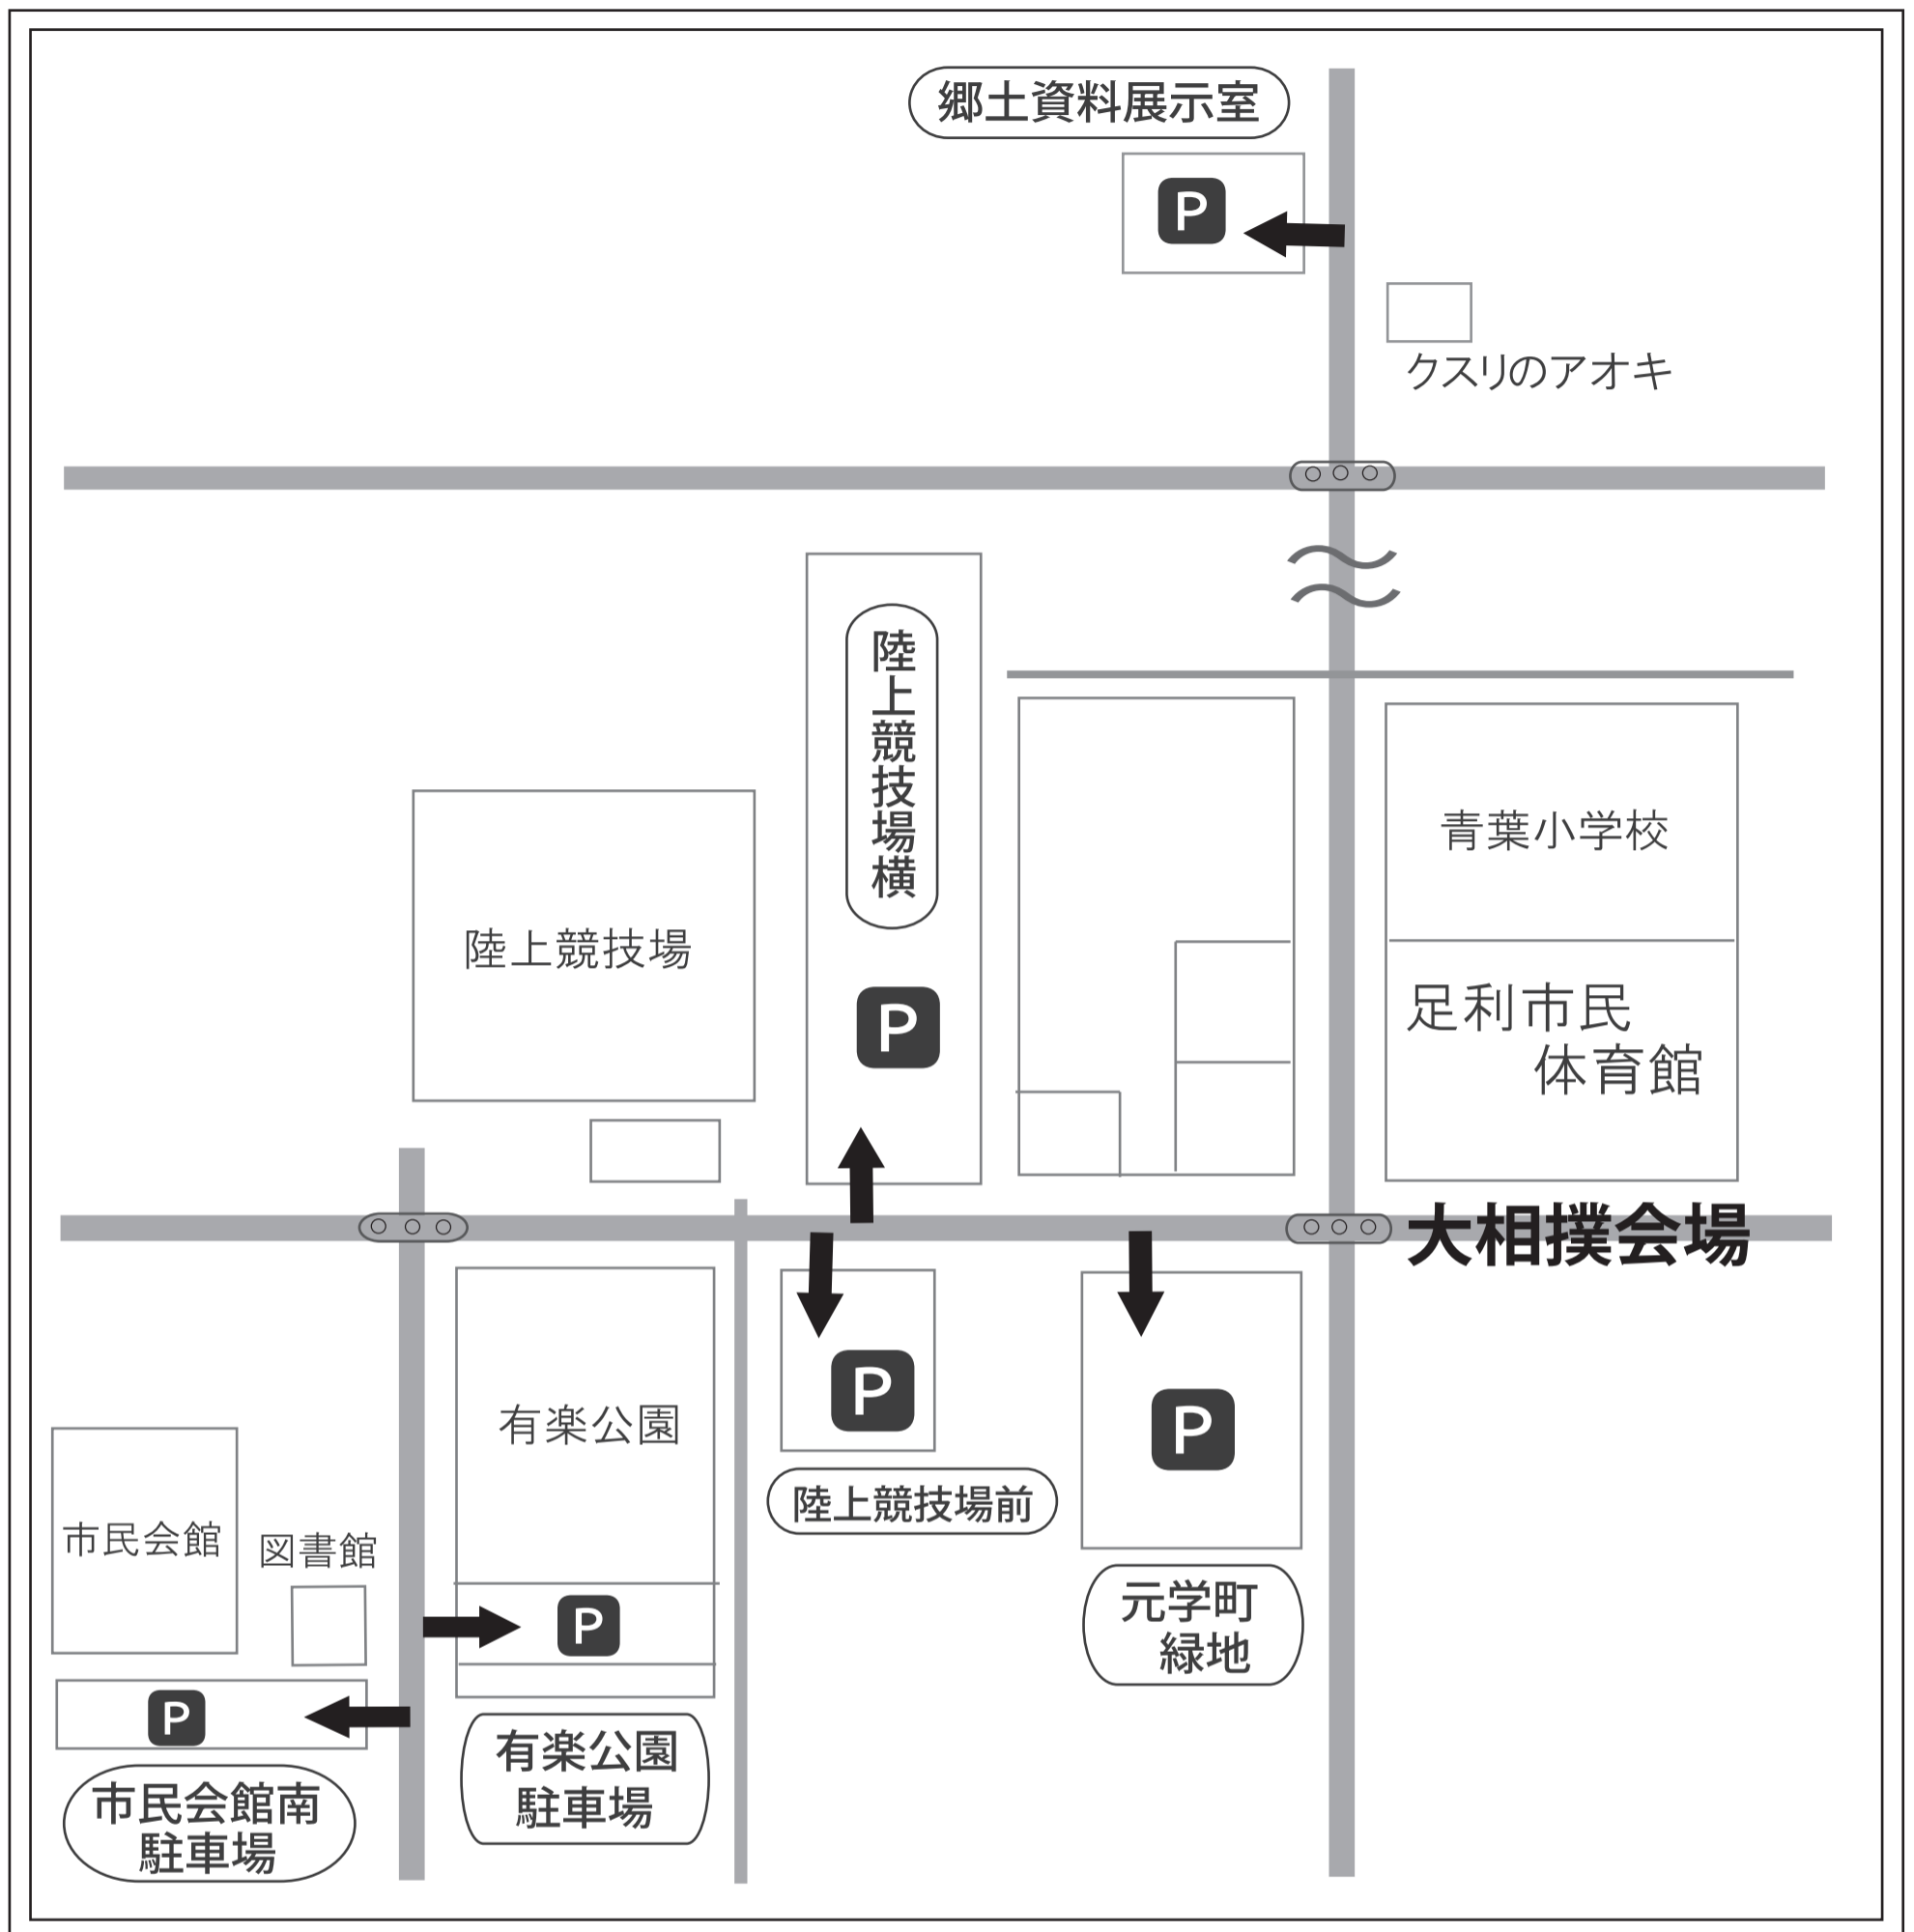 郷土資料展示室
P
クスリのアオキ
陸上競技場横
青葉小学校
陸上競技場
P
足利市民
体育館
大相撲会場
有楽公園
P
P
陸上競技場前
市民会館
図書館
元学町
緑地
P
P
有楽公園
駐車場
市民会館南
駐車場